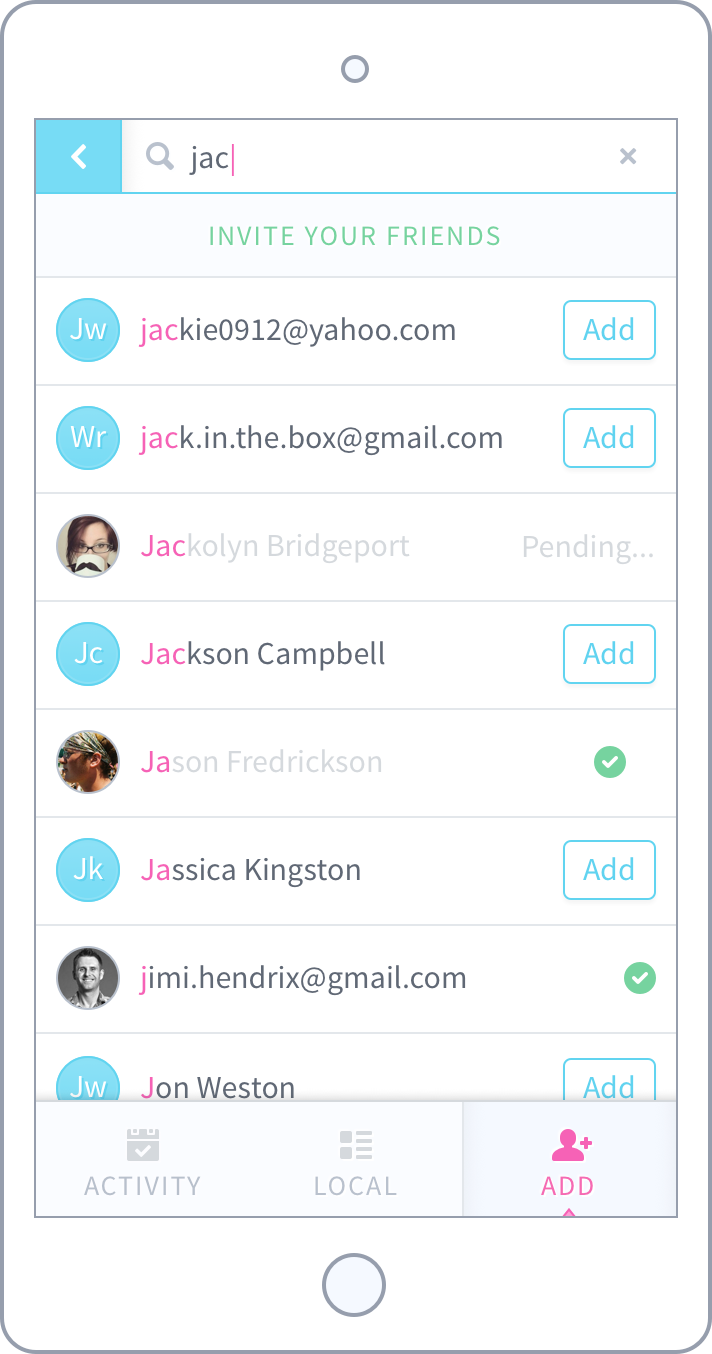 jac
INVITE YOUR FRIENDS
Jw jackie0912@yahoo.com Add
Wr jack.in.the.box@gmail.com Add
Jackolyn Bridgeport Pending...
Jc Jackson Campbell Add
Jason Fredrickson
Jk Jassica Kingston Add
jimi.hendrix@gmail.com
Jw Jon Weston Add
ACTIVITY LOCAL ADD